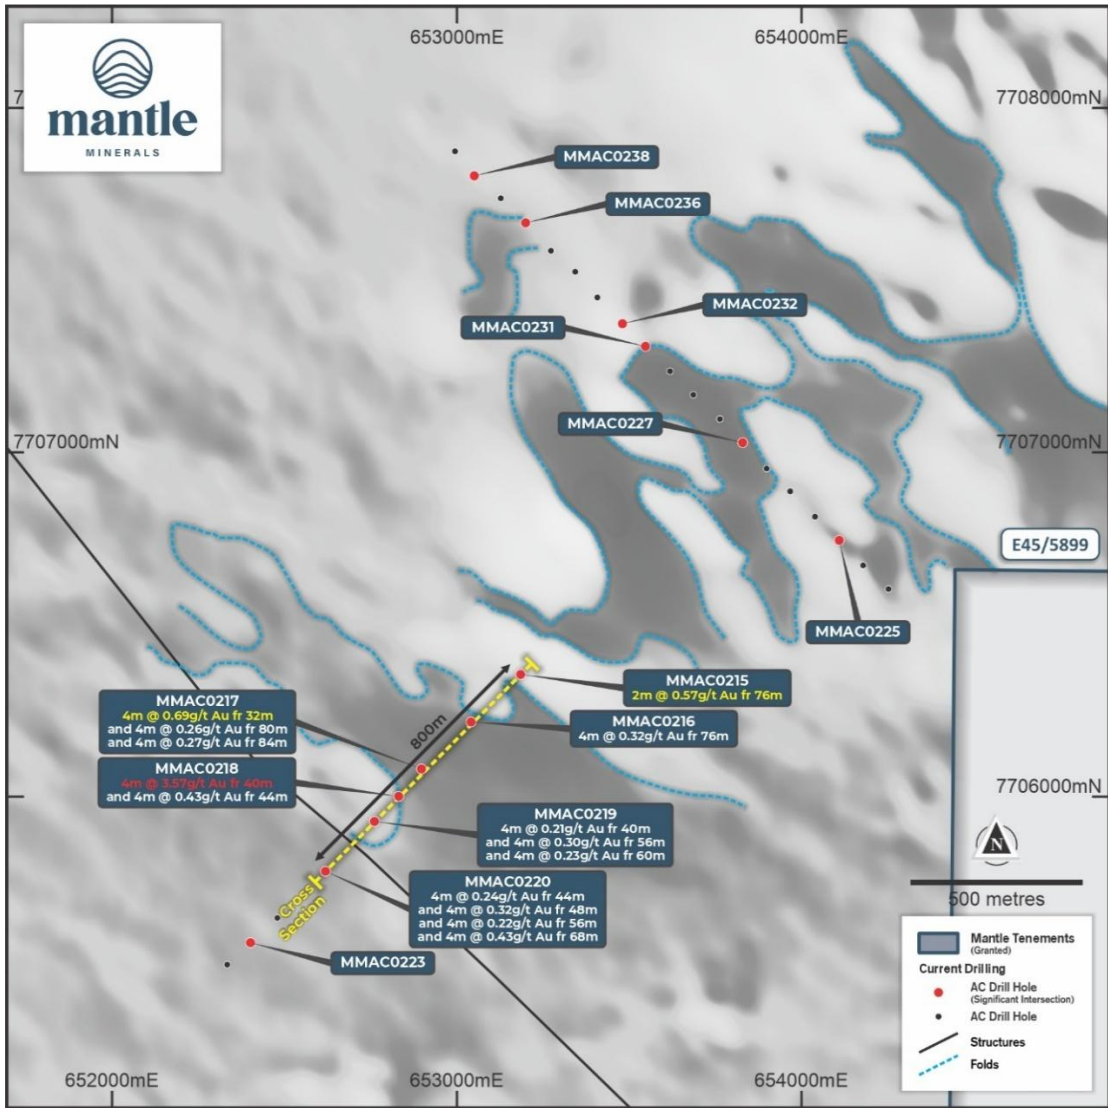 mantle
MINERALS
653000mE
654000mE
7
7708000mN
MMAC0238
MMAC0236
MMAC0232
MMAC0231
MMAC0227
7707000mN
7707000mN
E45/5899
MMAC0225
MMAC0215
2m @ 0.57g/t Au fr 76m
MMAC0216
4m @ 0.32g/t Au fr 76m
MMAC0217
4m @ 0.69g/t Au fr 32m
and 4m @ 0.26g/t Au fr 80m
and 4m @ 0.27g/t Au fr 84m
800m
MMAC0218
4m @ 3.57g/t Au fr 40m
and 4m @ 0.43g/t Au fr 44m
7706000mN
MMAC0219
4m @ 0.21g/t Au fr 40m
and 4m @ 0.30g/t Au fr 56m
and 4m @ 0.23g/t Au fr 60m
MMAC0220
4m @ 0.24g/t Au fr 44m
and 4m @ 0.32g/t Au fr 48m
and 4m @ 0.22g/t Au fr 56m
and 4m @ 0.43g/t Au fr 68m
Cross
Section
MMAC0223
N
500 metres
Mantle Tenements
(Granted)
Current Drilling
AC Drill Hole
(Significant Intersection)
AC Drill Hole
Structures
Folds
652000mE
653000mE
654000mE